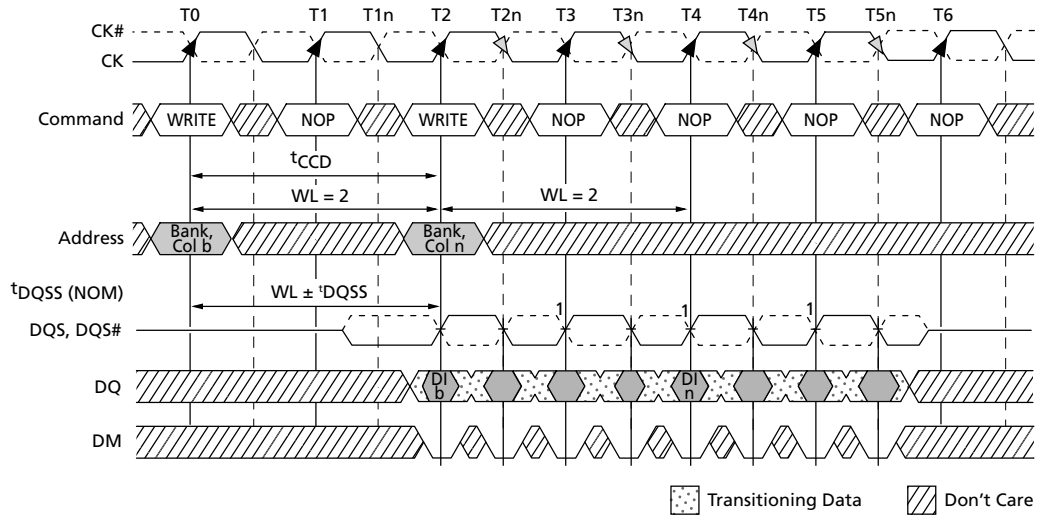 T0 T1 T1n T2 T2n T3 T3n T4 T4n T5 T5n T6
CK#
CK
Command WRITE NOP WRITE NOP NOP NOP NOP
tCCD
WL = 2 WL = 2
Address Bank, Col b Bank, Col n
tDQSS (NOM) WL ± tDQSS
1 1 1
DQS, DQS#
DQ DI b DI n
DM
Transitioning Data Don't Care